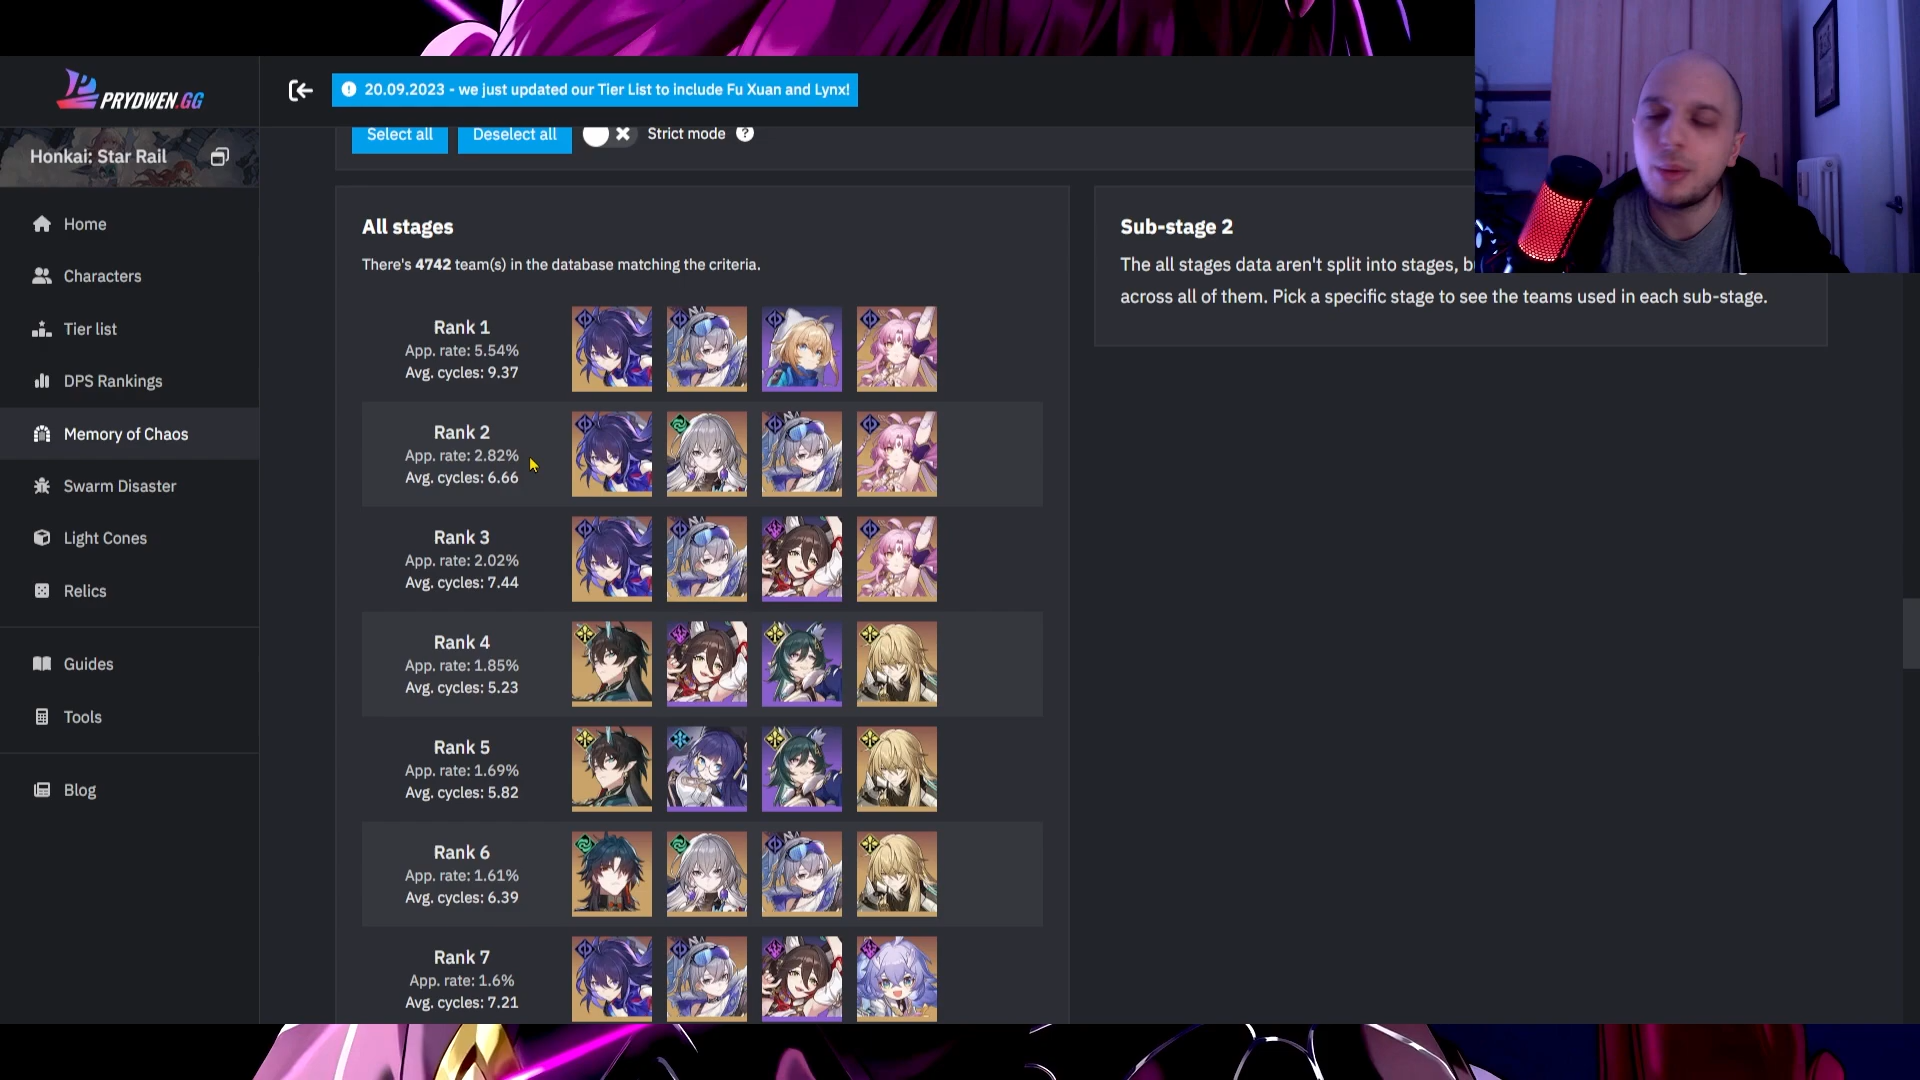 PRYDWEN.GG
20.09.2023 - we just updated our Tier List to include Fu Xuan and Lynx!
Honkai: Star Rail
Home
Characters
Tier list
DPS Rankings
Memory of Chaos
Swarm Disaster
Light Cones
Relics
Guides
Tools
Blog
Select all
Deselect all
Strict mode
All stages
There's 4742 team(s) in the database matching the criteria.
Rank 1
App. rate: 5.54%
Avg. cycles: 9.37
Rank 2
App. rate: 2.82%
Avg. cycles: 6.66
Rank 3
App. rate: 2.02%
Avg. cycles: 7.44
Rank 4
App. rate: 1.85%
Avg. cycles: 5.23
Rank 5
App. rate: 1.69%
Avg. cycles: 5.82
Rank 6
App. rate: 1.61%
Avg. cycles: 6.39
Rank 7
App. rate: 1.6%
Avg. cycles: 7.21
Sub-stage 2
The all stages data aren't split into stages,
across all of them. Pick a specific stage to see the teams used in each sub-stage.